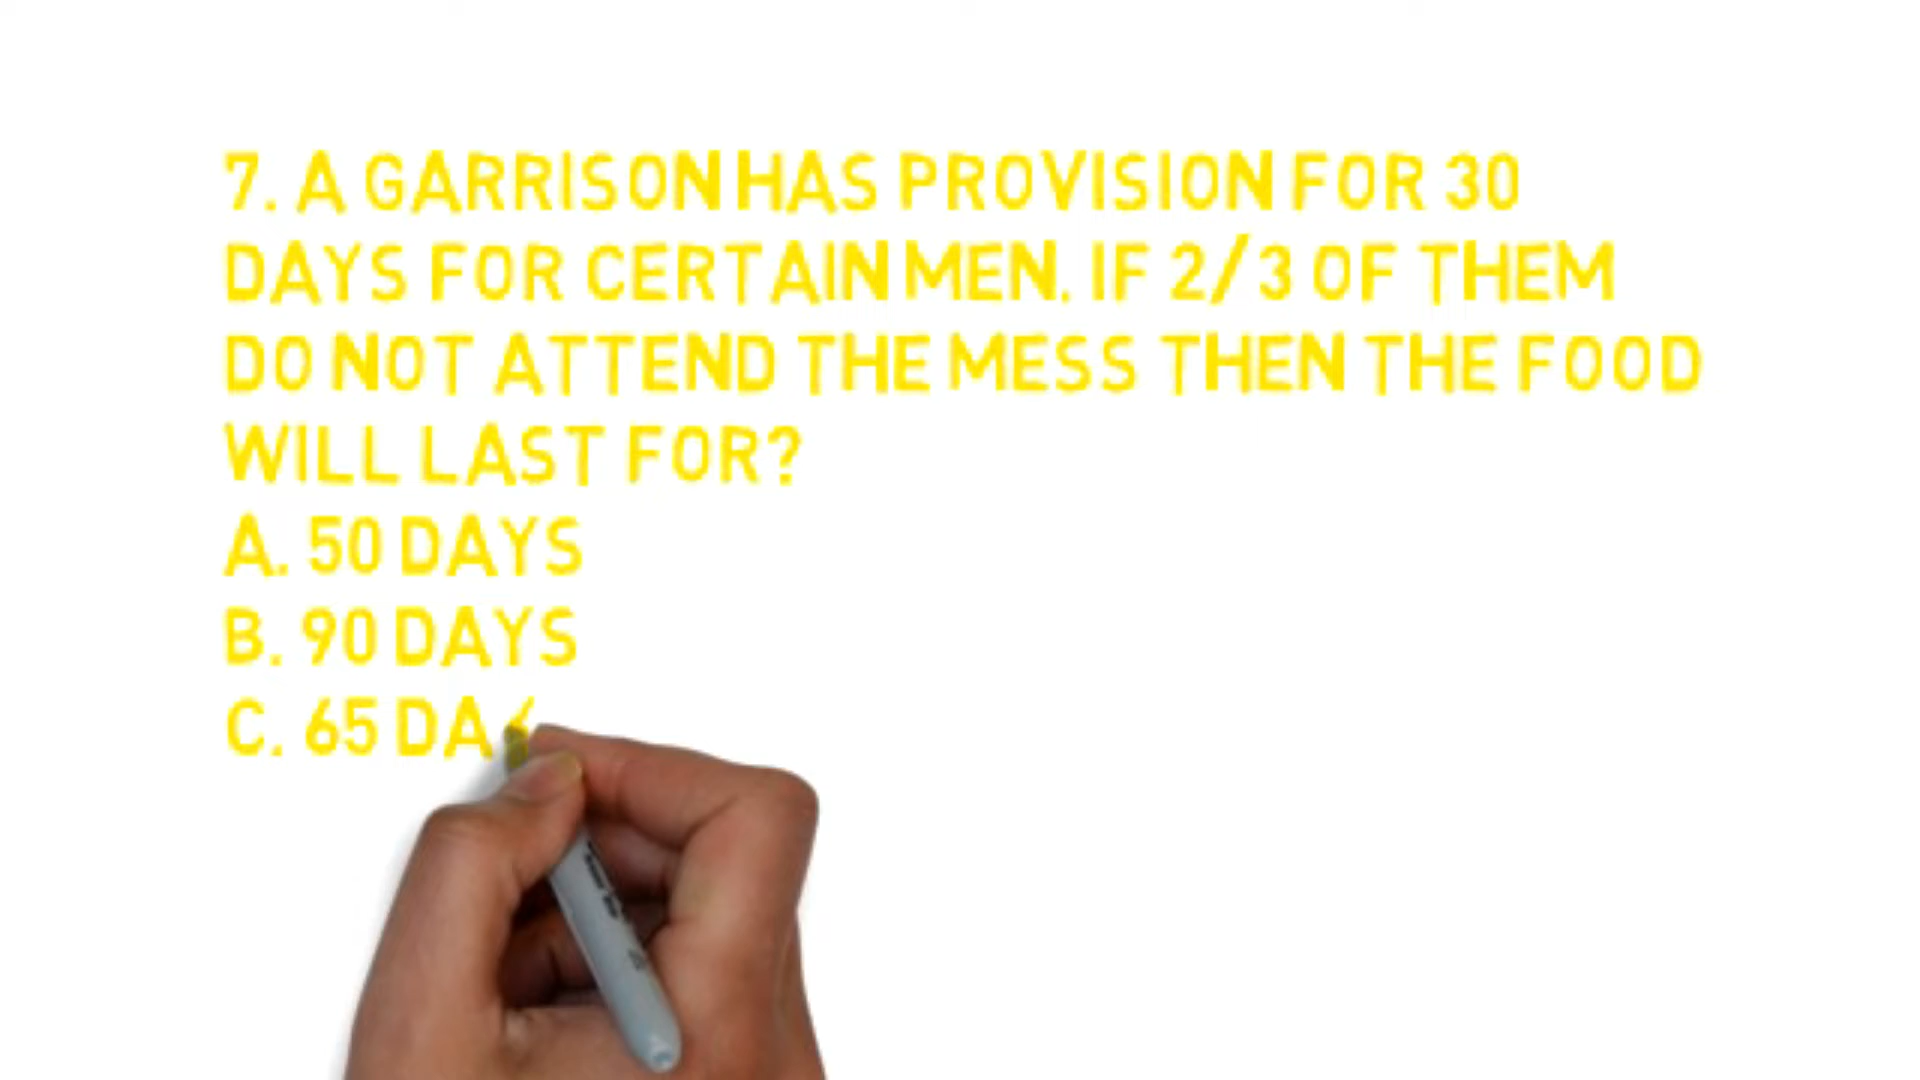 7. A GARRISON HAS PROVISION FOR 30
DAYS FOR CERTAIN MEN. IF 2/3 OF THEM
DO NOT ATTEND THE MESS THEN THE FOOD
WILL LAST FOR?
A. 50 DAYS
B. 90 DAYS
C. 65 DA